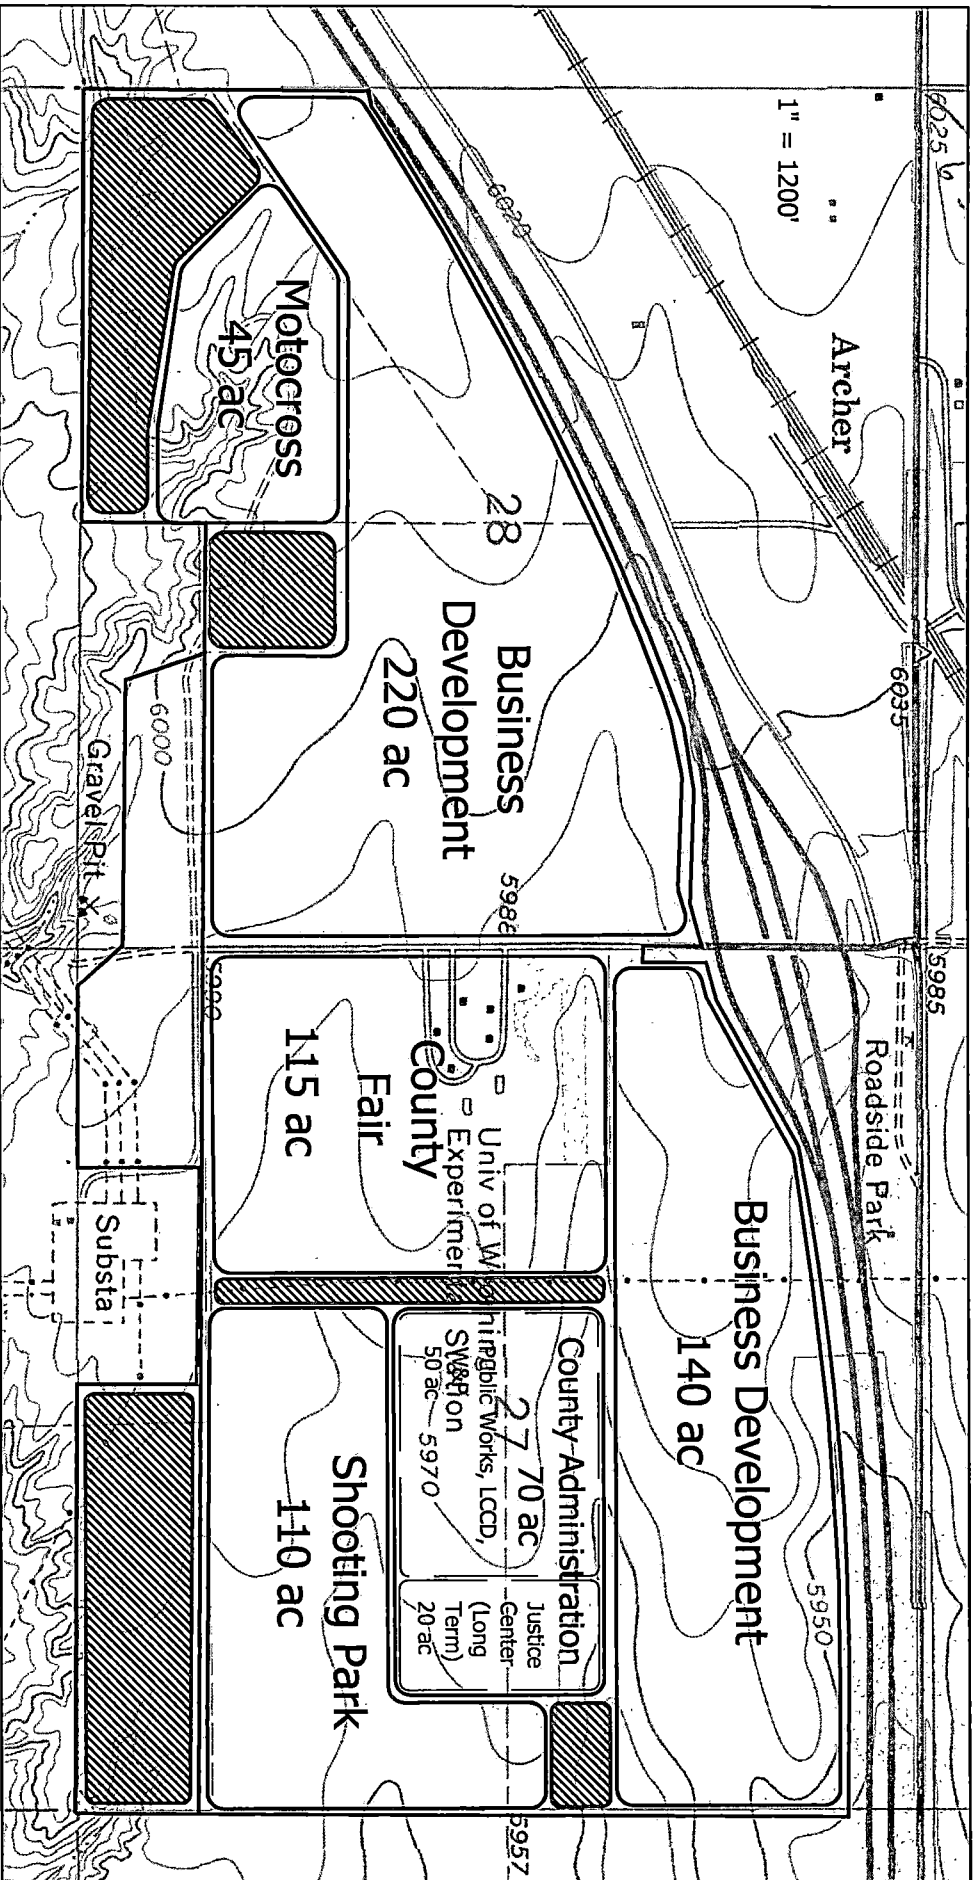 1" = 1200'
6025
Archer
6020
6035
Motocross
45 ac
28
Business
Development
220 ac
6000
Gravel Pit
5985
Roadside Park
County
Fair
115 ac
Univ of
Experiment
Substa
Business Development
140 ac
5950
County Administration
70 ac
27
Public Works, LCCD,
50 ac
5970
Justice
Center
(Long
Term)
20 ac
Shooting Park
110 ac
5957